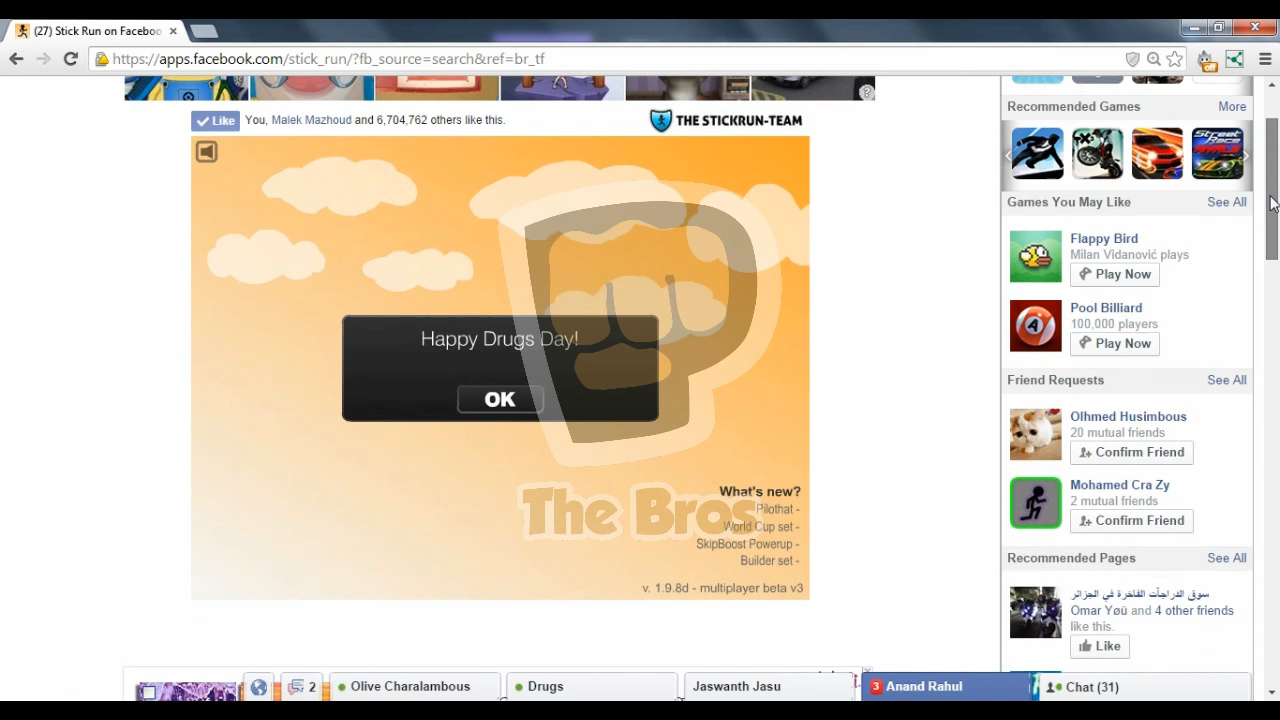 (27) Stick Run on Faceboo
https://apps.facebook.com/stick_run/?fb_source=search&ref=br_tf
off
Like
You, Malek Mazhoud and 6,704,762 others like this.
THE STICKRUN-TEAM
Happy Drugs Day!
OK
The Bros
What's new?
Pilothat -
World Cup set -
SkipBoost Powerup -
Builder set -
v. 1.9.8d - multiplayer beta v3
Recommended Games
More
Street
Race
Games You May Like
See All
Flappy Bird
Milan Vidanović plays
Play Now
Pool Billiard
100,000 players
Play Now
Friend Requests
See All
Olhmed Husimbous
20 mutual friends
Confirm Friend
Mohamed Cra Zy
2 mutual friends
Confirm Friend
Recommended Pages
See All
سوق الدراجات الفاخرة في الجزائر
Omar Yøü and 4 other friends
like this.
Like
2
Olive Charalambous
Drugs
Jaswanth Jasu
3
Anand Rahul
Chat (31)